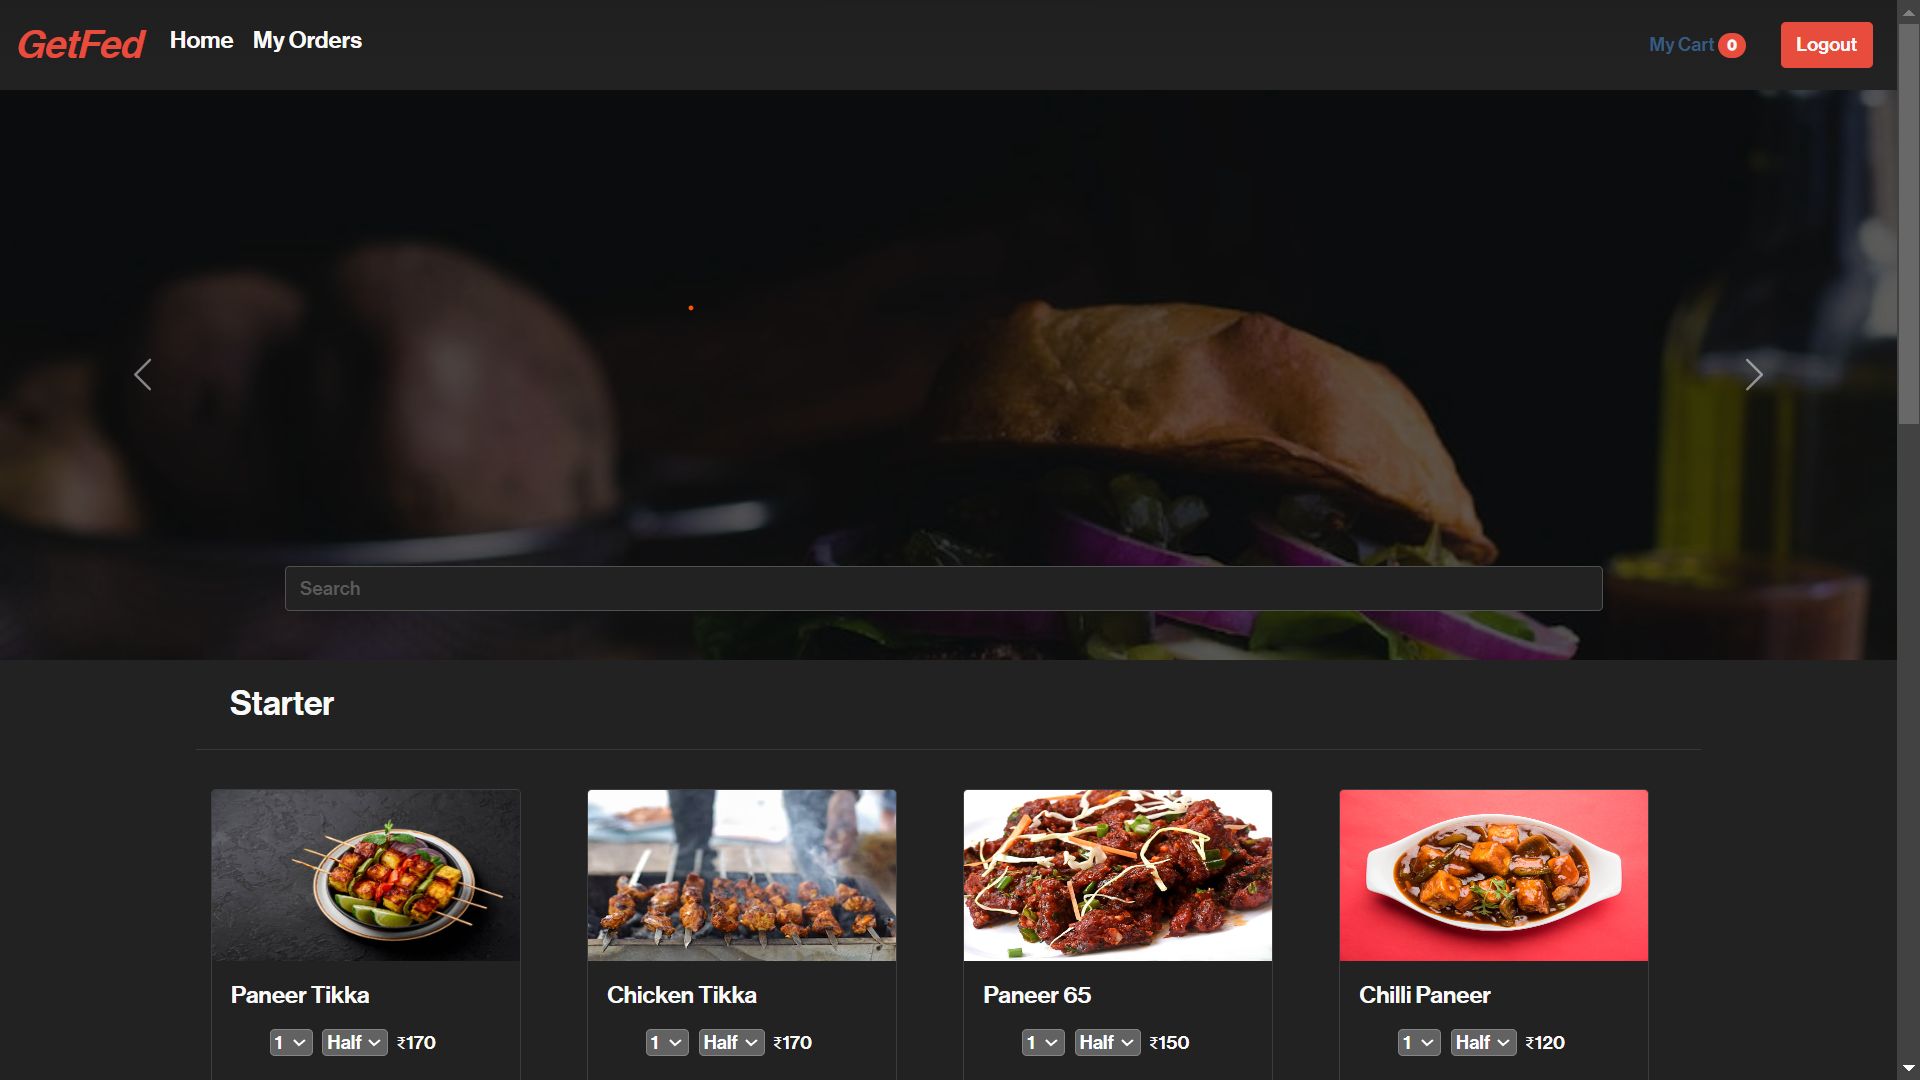 GetFed Home My Orders My Cart 0 Logout
Search
Starter
Paneer Tikka
1 Half ₹170
Chicken Tikka
1 Half ₹170
Paneer 65
1 Half ₹150
Chilli Paneer
1 Half ₹120